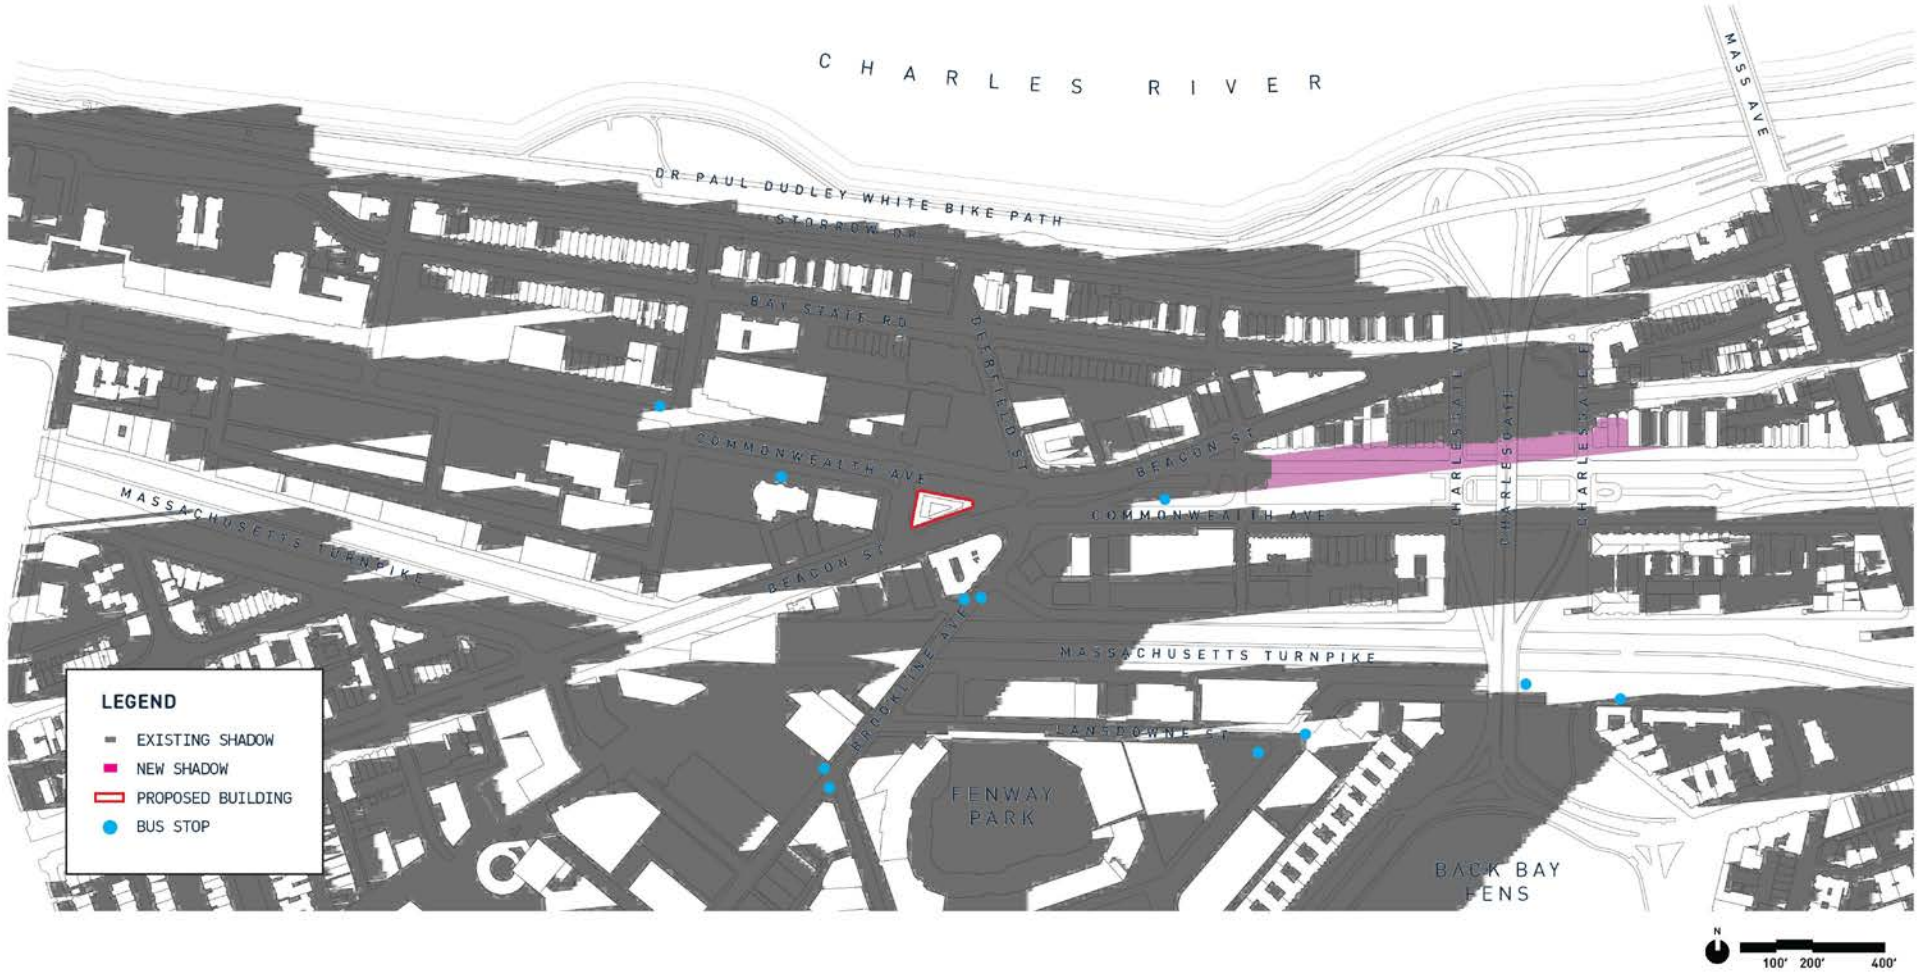 CHARLES RIVER
MASS AVE
DR PAUL DUDLEY WHITE BIKE PATH
STORROW DR
BAY STATE RD
DEERFIELD ST
CHARLESGATE W
CHARLESGATE
CHARLESGATE E
COMMONWEALTH AVE
BEACON ST
MASSACHUSETTS TURNPIKE
COMMONWEALTH AVE
BEACON ST
BROOKLINE AVE
MASSACHUSETTS TURNPIKE
LANSDOWNE ST
FENWAY
PARK
BACK BAY
FENS
LEGEND
EXISTING SHADOW
NEW SHADOW
PROPOSED BUILDING
BUS STOP
N
100' 200' 400'